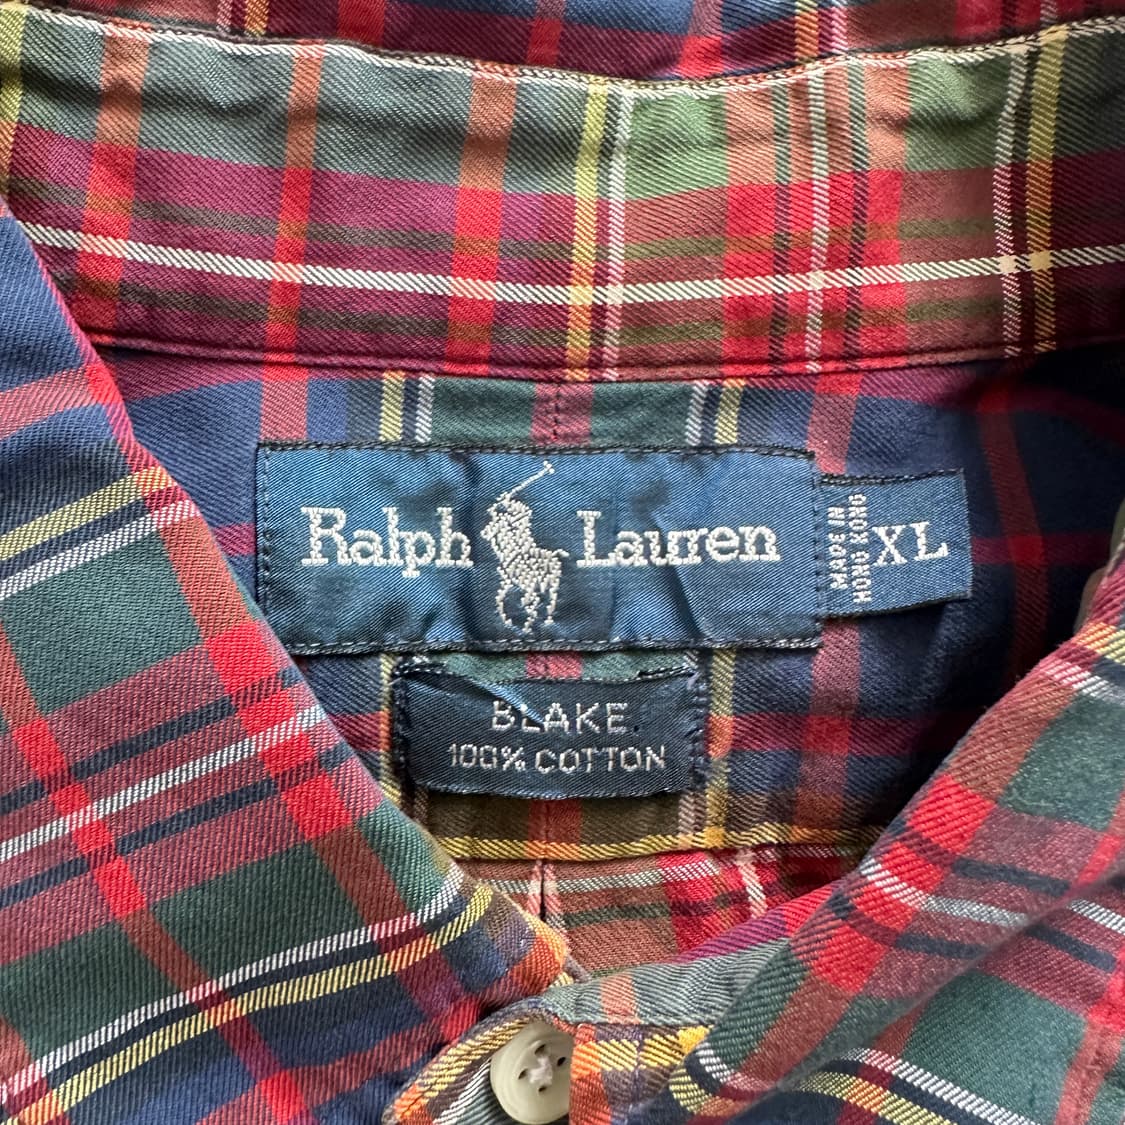 Ralph Lauren
MADE IN
HONG KONG
XL
BLAKE
100% COTTON